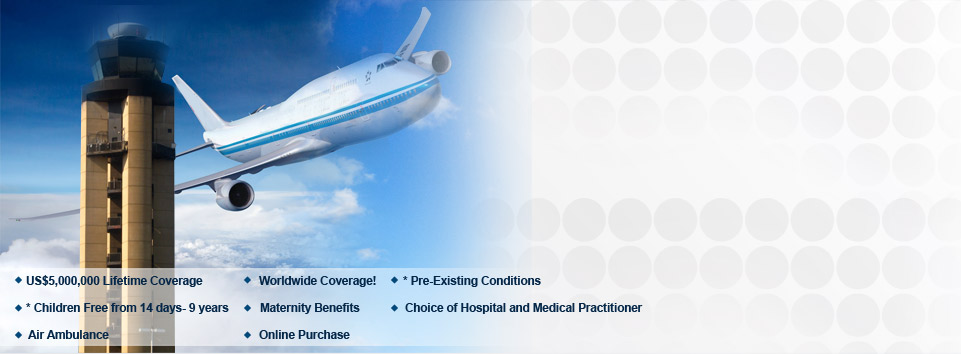 US$5,000,000 Lifetime Coverage
Worldwide Coverage!
* Pre-Existing Conditions
* Children Free from 14 days- 9 years
Maternity Benefits
Choice of Hospital and Medical Practitioner
Air Ambulance
Online Purchase